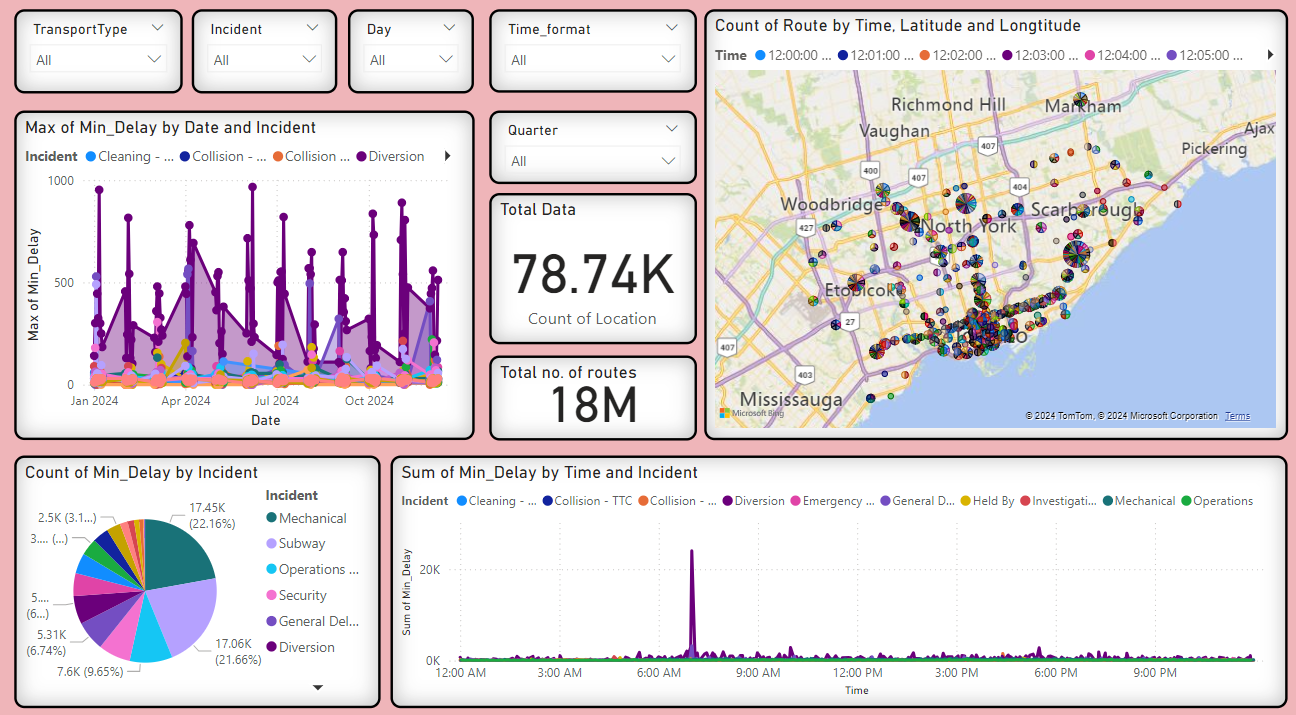 TransportType
All
Incident
All
Day
All
Time_format
All
Count of Route by Time, Latitude and Longtitude
Time 12:00:00 ... 12:01:00 ... 12:02:00 ... 12:03:00 ... 12:04:00 ... 12:05:00 ...
Richmond Hill
Markham
Vaughan
Ajax
Pickering
407
400
407
404
Woodbridge
Scarborough
427
North York
Etobicoke
27
407
403
Mississauga
Microsoft Bing
© 2024 TomTom, © 2024 Microsoft Corporation Terms
Max of Min_Delay by Date and Incident
Incident Cleaning - ... Collision - ... Collision ... Diversion
Max of Min_Delay
1000
500
0
Jan 2024 Apr 2024 Jul 2024 Oct 2024
Date
Quarter
All
Total Data
78.74K
Count of Location
Total no. of routes
18M
Count of Min_Delay by Incident
17.45K
(22.16%)
17.06K
(21.66%)
7.6K (9.65%)
5.31K
(6.74%)
5....
(6...)
3.... (...)
2.5K (3.1...)
Incident
Mechanical
Subway
Operations ...
Security
General Del...
Diversion
Sum of Min_Delay by Time and Incident
Incident Cleaning - ... Collision - TTC Collision - ... Diversion Emergency ... General D... Held By Investigati... Mechanical Operations
Sum of Min_Delay
20K
0K
12:00 AM 3:00 AM 6:00 AM 9:00 AM 12:00 PM 3:00 PM 6:00 PM 9:00 PM
Time